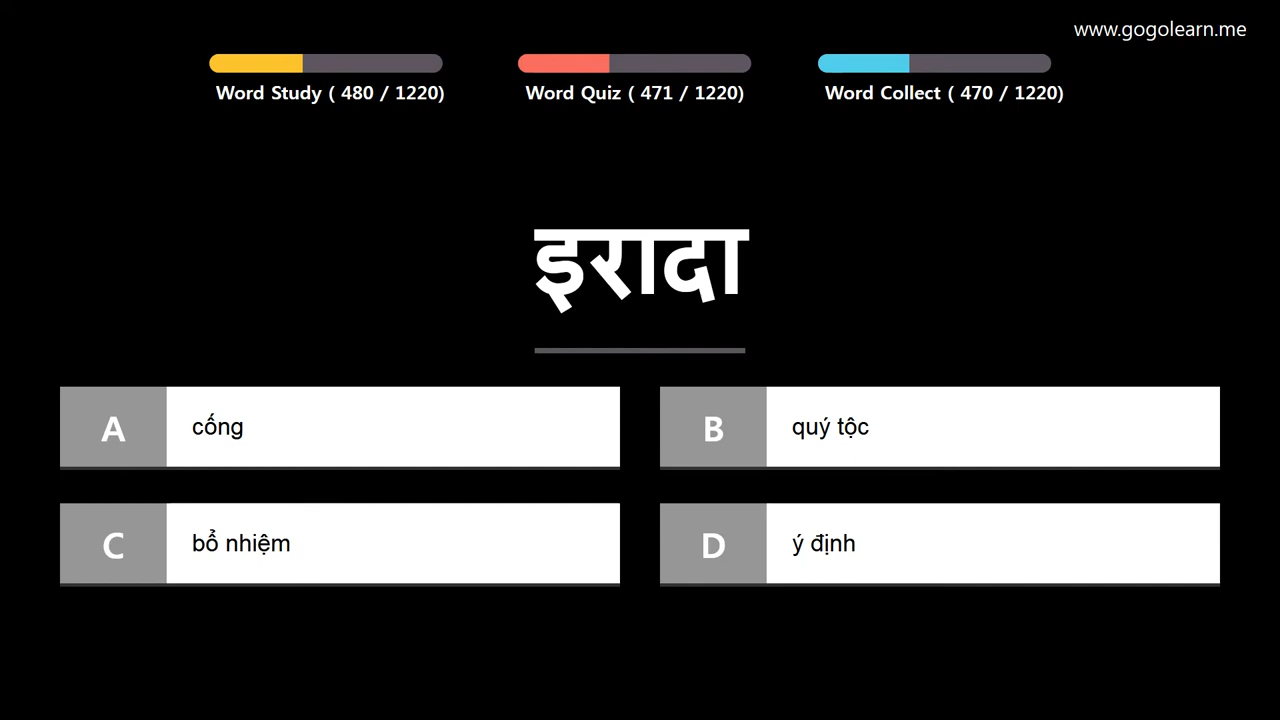 www.gogolearn.me
Word Study ( 480 / 1220)
Word Quiz ( 471 / 1220)
Word Collect ( 470 / 1220)
इरादा
A
cống
B
quý tộc
C
bổ nhiệm
D
ý định